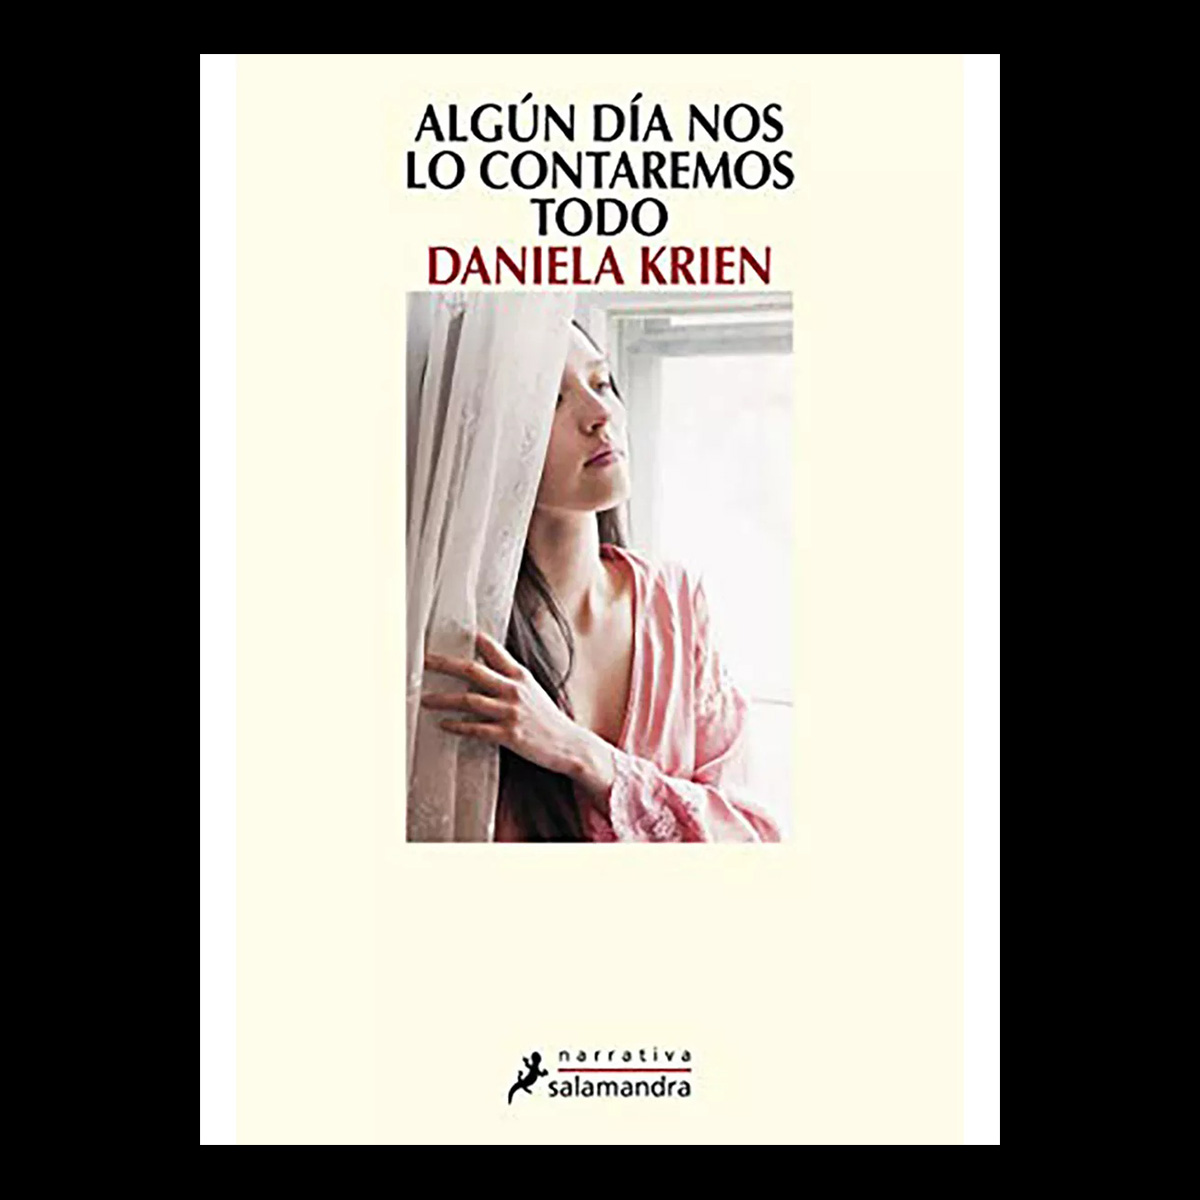 ALGÚN DÍA NOS
LO CONTAREMOS
TODO
DANIELA KRIEN
narrativa
salamandra